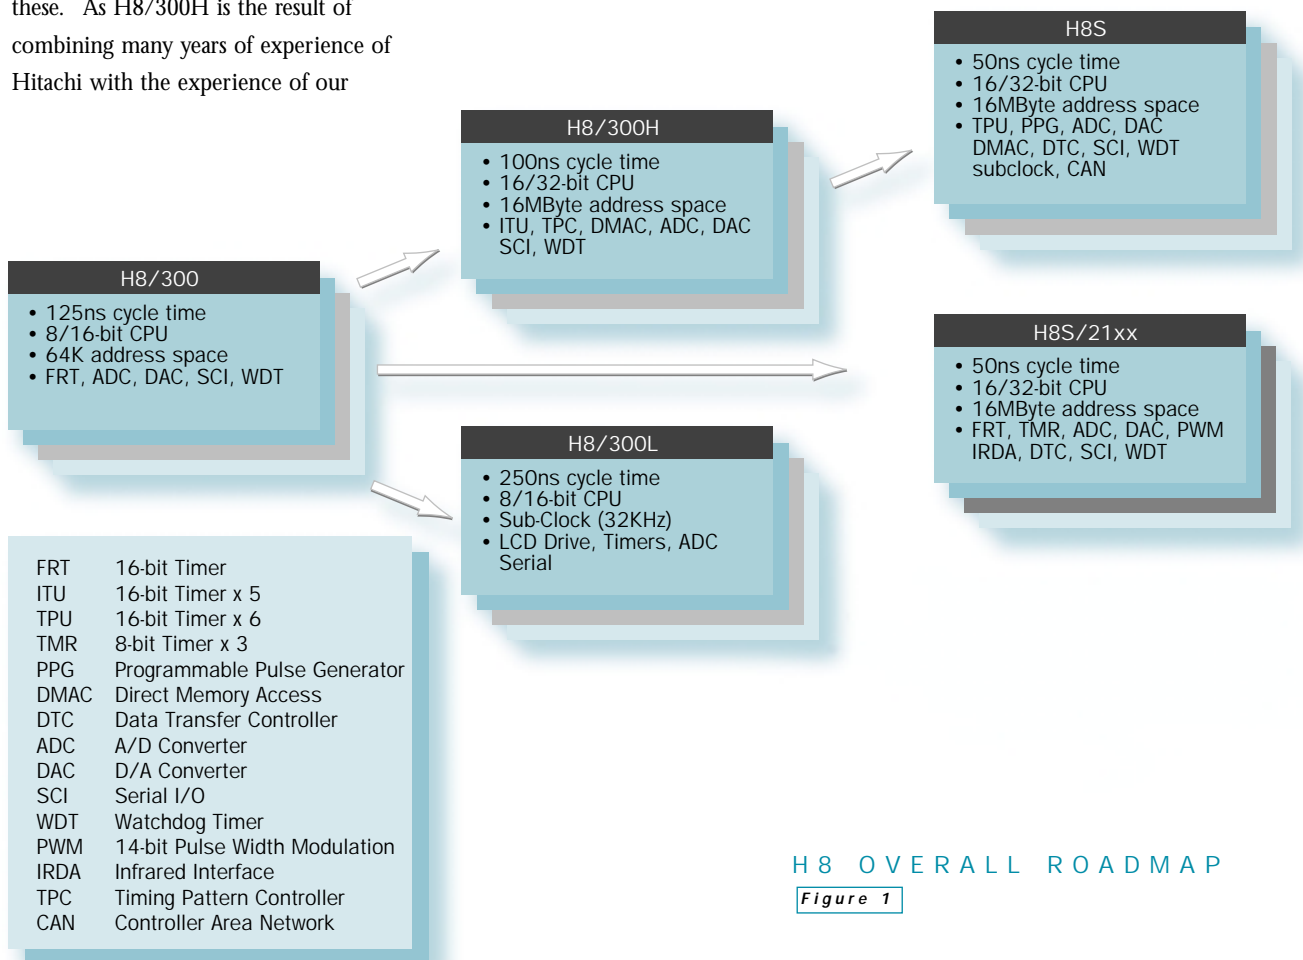 these. As H8/300H is the result of
combining many years of experience of
Hitachi with the experience of our
H8/300
• 125ns cycle time
• 8/16-bit CPU
• 64K address space
• FRT, ADC, DAC, SCI, WDT
H8/300H
• 100ns cycle time
• 16/32-bit CPU
• 16MByte address space
• ITU, TPC, DMAC, ADC, DAC
SCI, WDT
H8/300L
• 250ns cycle time
• 8/16-bit CPU
• Sub-Clock (32KHz)
• LCD Drive, Timers, ADC
Serial
H8S
• 50ns cycle time
• 16/32-bit CPU
• 16MByte address space
• TPU, PPG, ADC, DAC
DMAC, DTC, SCI, WDT
subclock, CAN
H8S/21xx
• 50ns cycle time
• 16/32-bit CPU
• 16MByte address space
• FRT, TMR, ADC, DAC, PWM
IRDA, DTC, SCI, WDT
FRT 16-bit Timer
ITU 16-bit Timer x 5
TPU 16-bit Timer x 6
TMR 8-bit Timer x 3
PPG Programmable Pulse Generator
DMAC Direct Memory Access
DTC Data Transfer Controller
ADC A/D Converter
DAC D/A Converter
SCI Serial I/O
WDT Watchdog Timer
PWM 14-bit Pulse Width Modulation
IRDA Infrared Interface
TPC Timing Pattern Controller
CAN Controller Area Network
H8 OVERALL ROADMAP
Figure 1